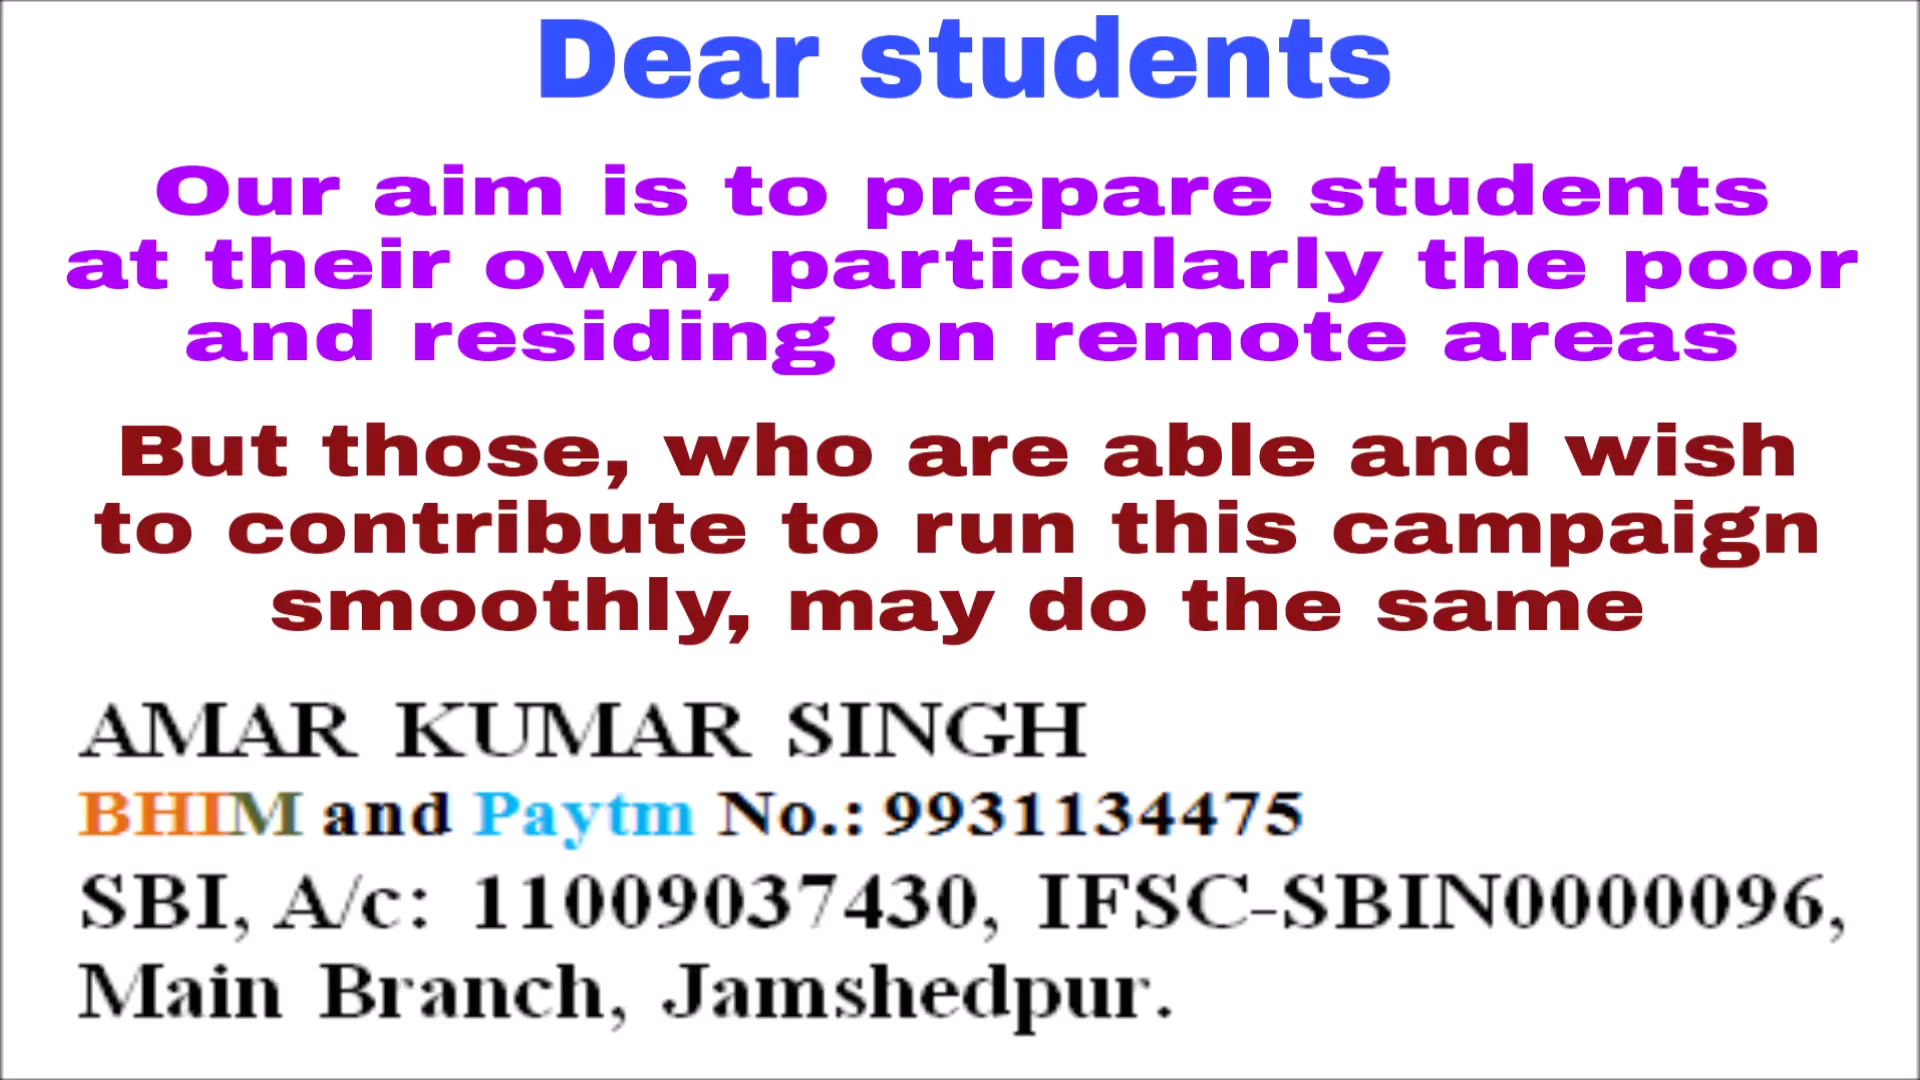 Dear students
Our aim is to prepare students
at their own, particularly the poor
and residing on remote areas
But those, who are able and wish
to contribute to run this campaign
smoothly, may do the same
AMAR KUMAR SINGH
BHIM and Paytm No.: 9931134475
SBI, A/c: 11009037430, IFSC-SBIN0000096,
Main Branch, Jamshedpur.